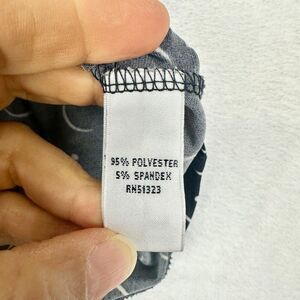 95% POLYESTER
5% SPANDEX
RN51323